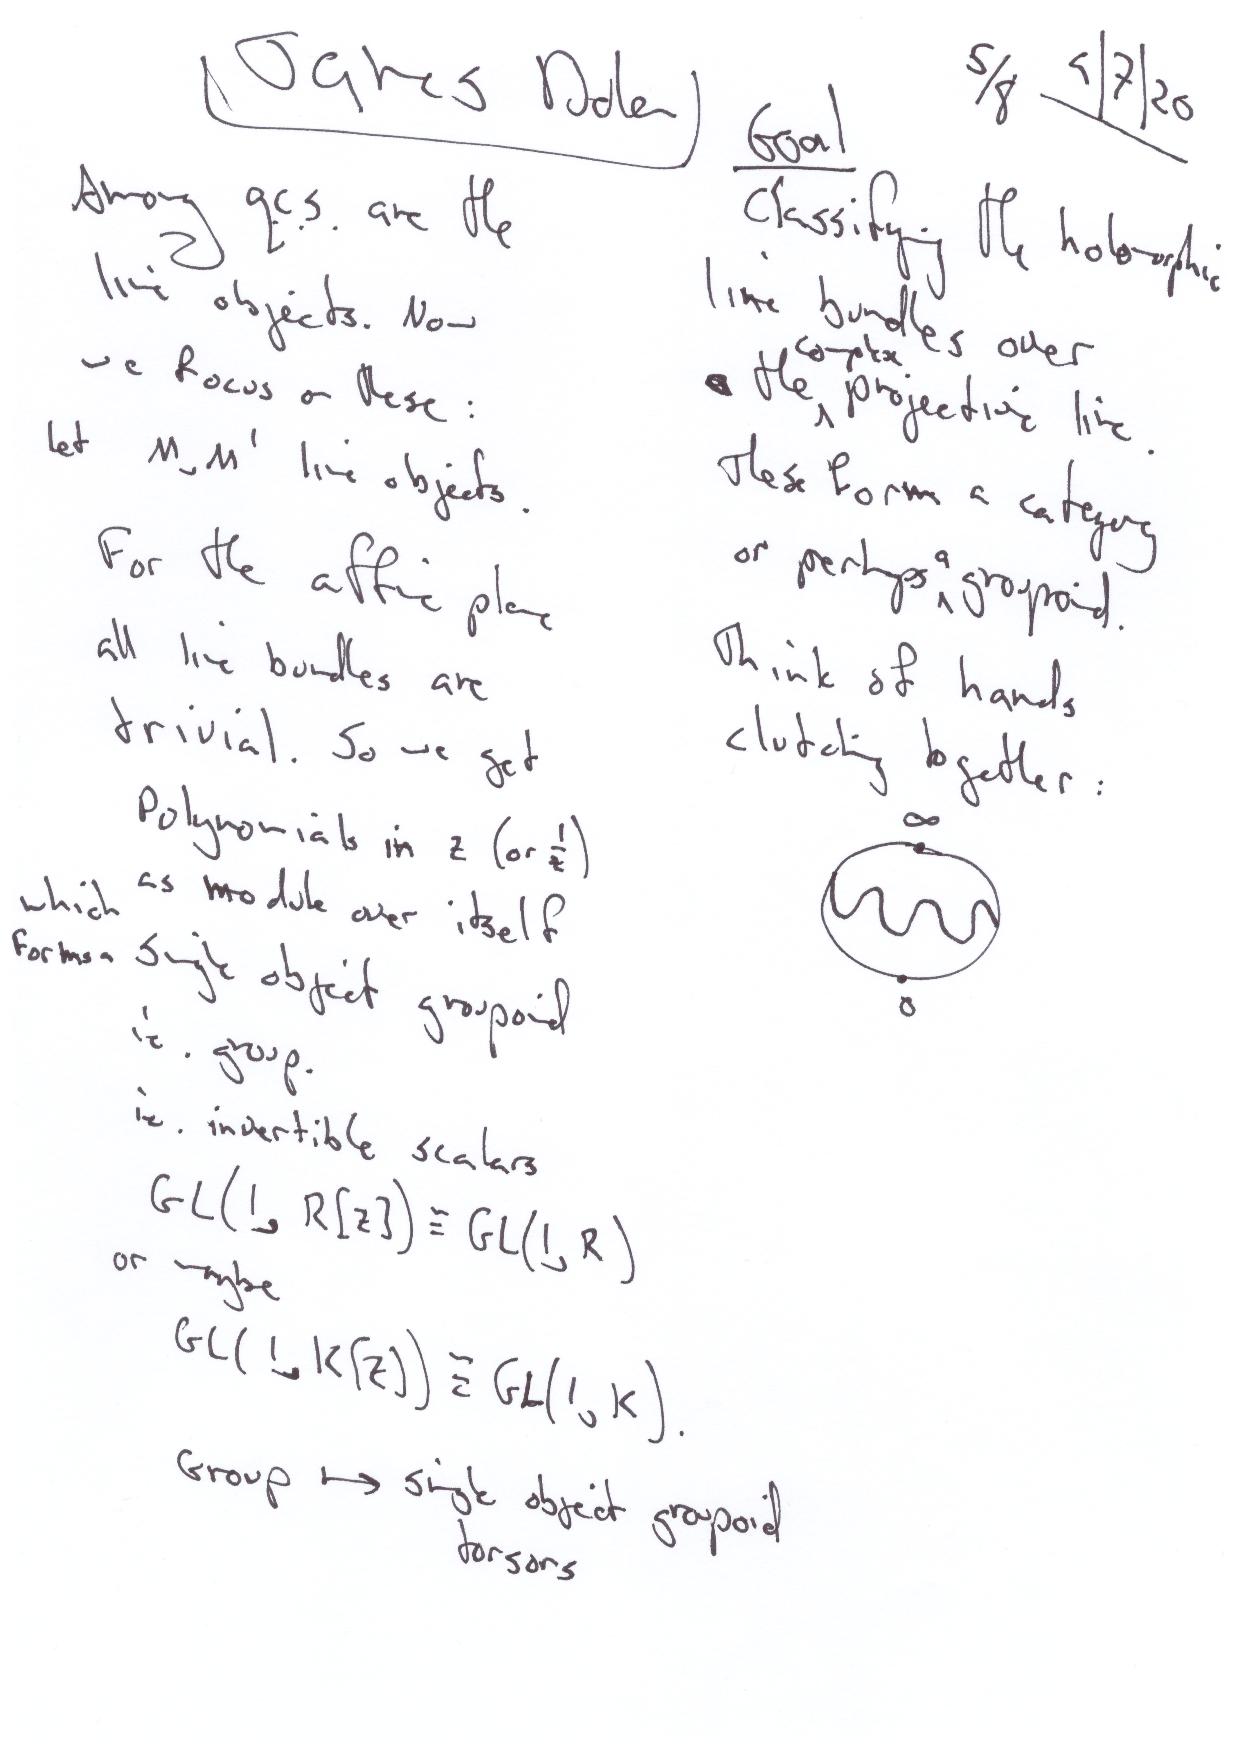 James Dolan
5/8 9/7/20
Among q.c.s. are the
line objects. Now
we focus on these:
Let M, M' line objects.
For the affine plane
all line bundles are
trivial. So we get
Polynomials in z (or 1/z)
which as module over itself
forms a single object groupoid
i.e. group.
i.e. invertible scalars
GL(1, R[z]) ≅ GL(1, R)
or maybe
GL(1, K[z]) ≅ GL(1, K).
Group ↦ single object groupoid
torsors
Goal
Classifying the holomorphic
line bundles over
the complex projective line.
These form a category
or perhaps a groupoid.
Think of hands
clutching together:
∞
0